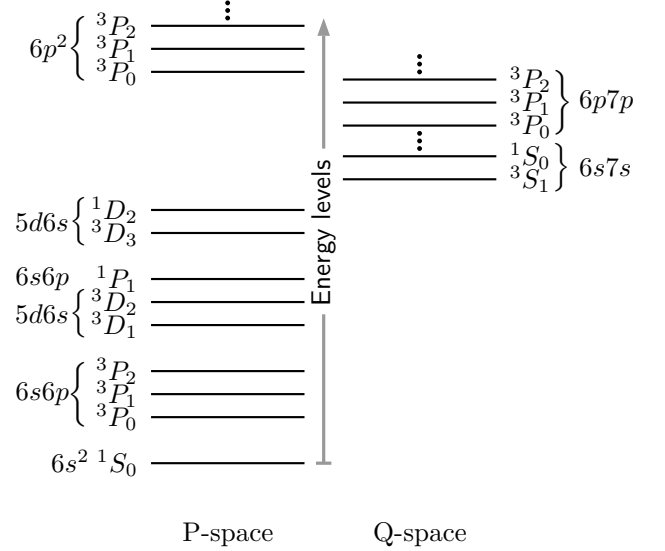 6p² { ³P₂
³P₁
³P₀
5d6s { ¹D₂
³D₃
6s6p ¹P₁
5d6s { ³D₂
³D₁
6s6p { ³P₂
³P₁
³P₀
6s² ¹S₀
Energy levels
³P₂
³P₁ } 6p7p
³P₀
¹S₀ } 6s7s
³S₁
P-space
Q-space